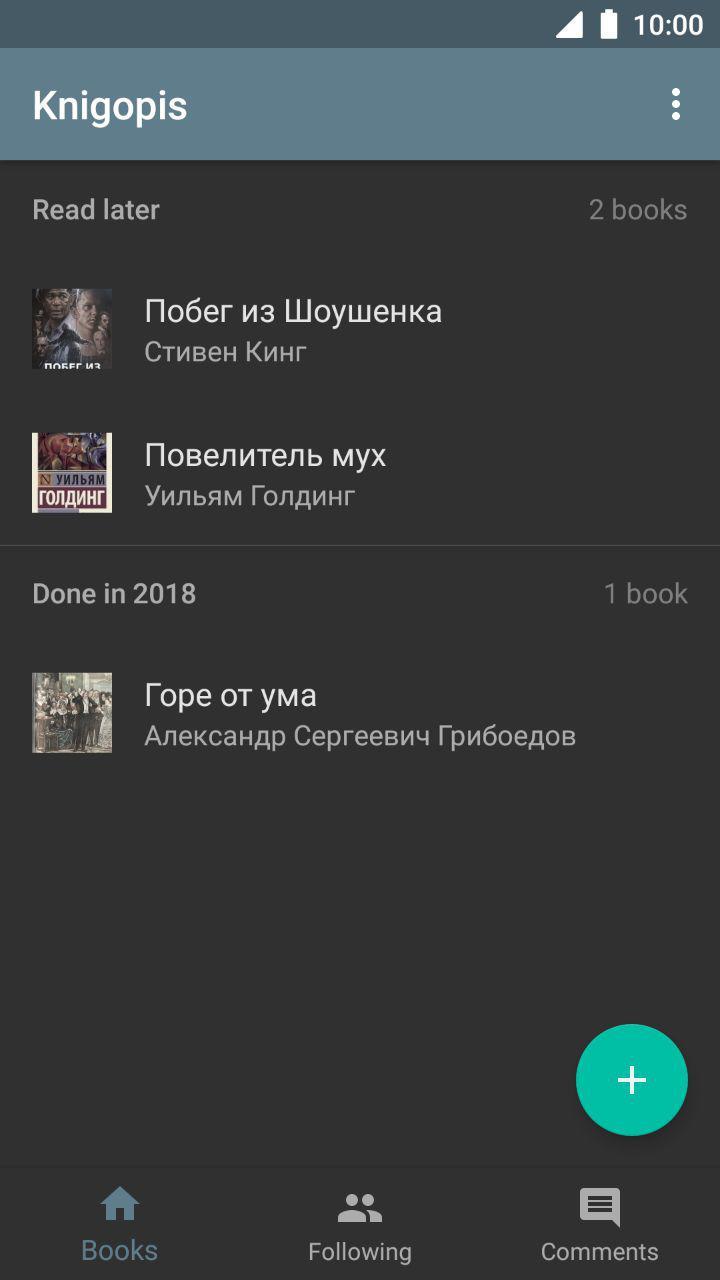 10:00
Knigopis
Read later 2 books
Побег из Шоушенка
Стивен Кинг
ПОБЕГ ИЗ
Повелитель мух
Уильям Голдинг
N УИЛЬЯМ
ГОЛДИНГ
Done in 2018 1 book
Горе от ума
Александр Сергеевич Грибоедов
Books Following Comments